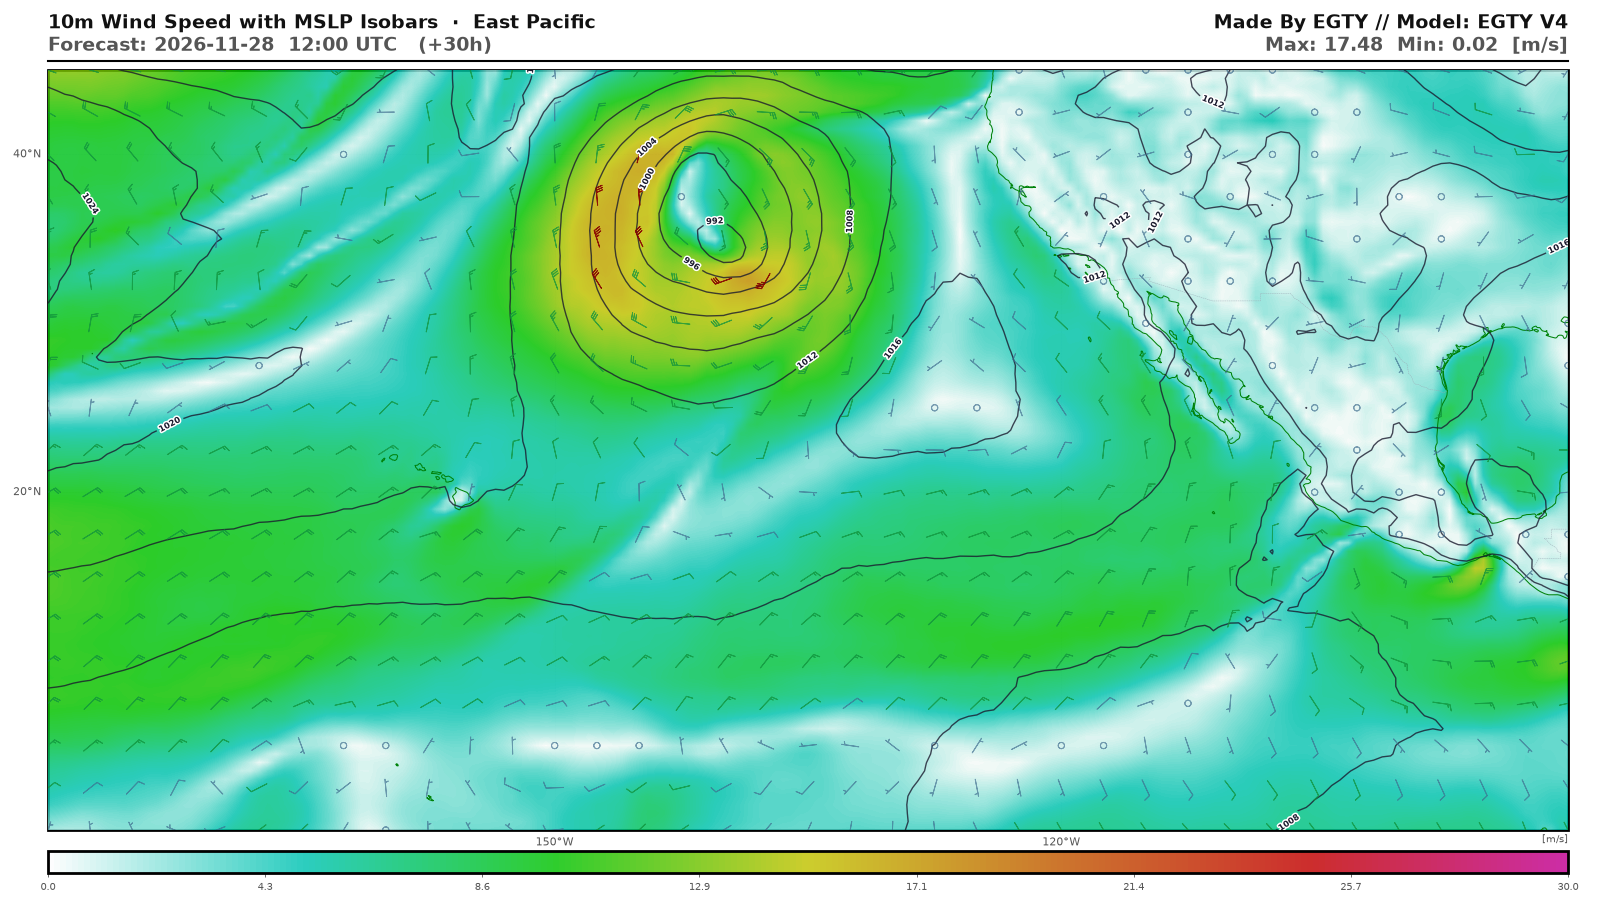 10m Wind Speed with MSLP Isobars · East Pacific
Made By EGTY // Model: EGTY V4
Forecast: 2026-11-28 12:00 UTC (+30h)
Max: 17.48 Min: 0.02 [m/s]
1012
1004
40°N
1000
1024
1012
1012
1008
992
1016
996
1012
1016
1012
1020
20°N
1008
150°W
120°W
[m/s]
0.0
4.3
8.6
12.9
17.1
21.4
25.7
30.0